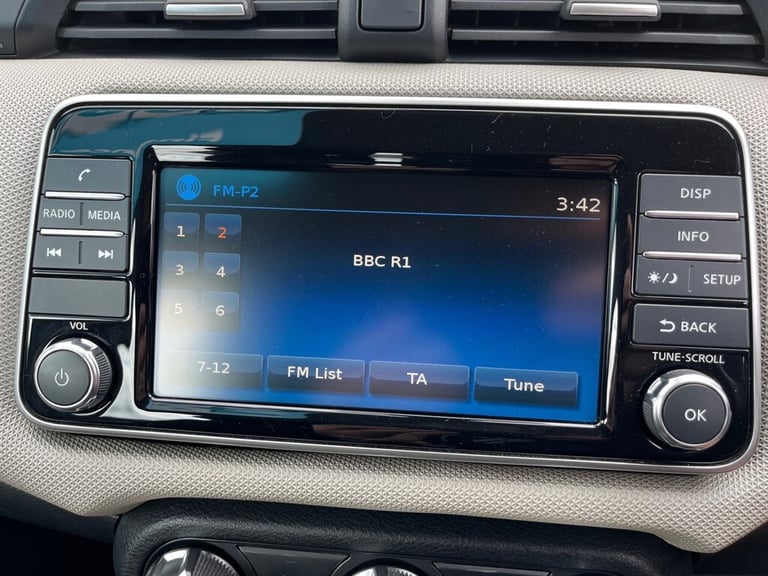 FM-P2
3:42
1 2
3 4
5 6
BBC R1
7-12 FM List TA Tune
RADIO MEDIA
VOL
DISP
INFO
SETUP
BACK
TUNE·SCROLL
OK